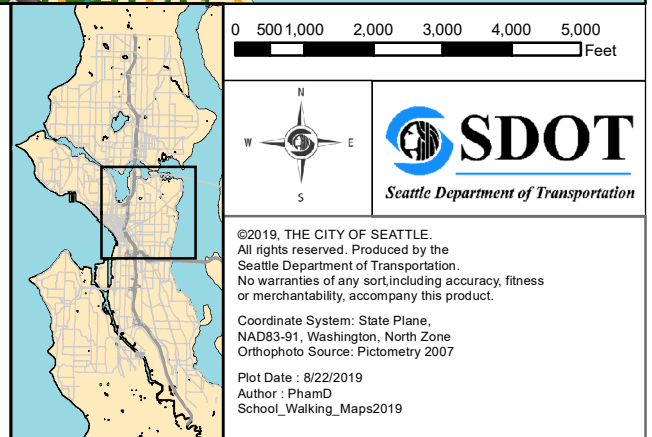 0 500 1,000 2,000 3,000 4,000 5,000
Feet
N
W E
S
SDOT
Seattle Department of Transportation
©2019, THE CITY OF SEATTLE.
All rights reserved. Produced by the
Seattle Department of Transportation.
No warranties of any sort,including accuracy, fitness
or merchantability, accompany this product.
Coordinate System: State Plane,
NAD83-91, Washington, North Zone
Orthophoto Source: Pictometry 2007
Plot Date : 8/22/2019
Author : PhamD
School_Walking_Maps2019